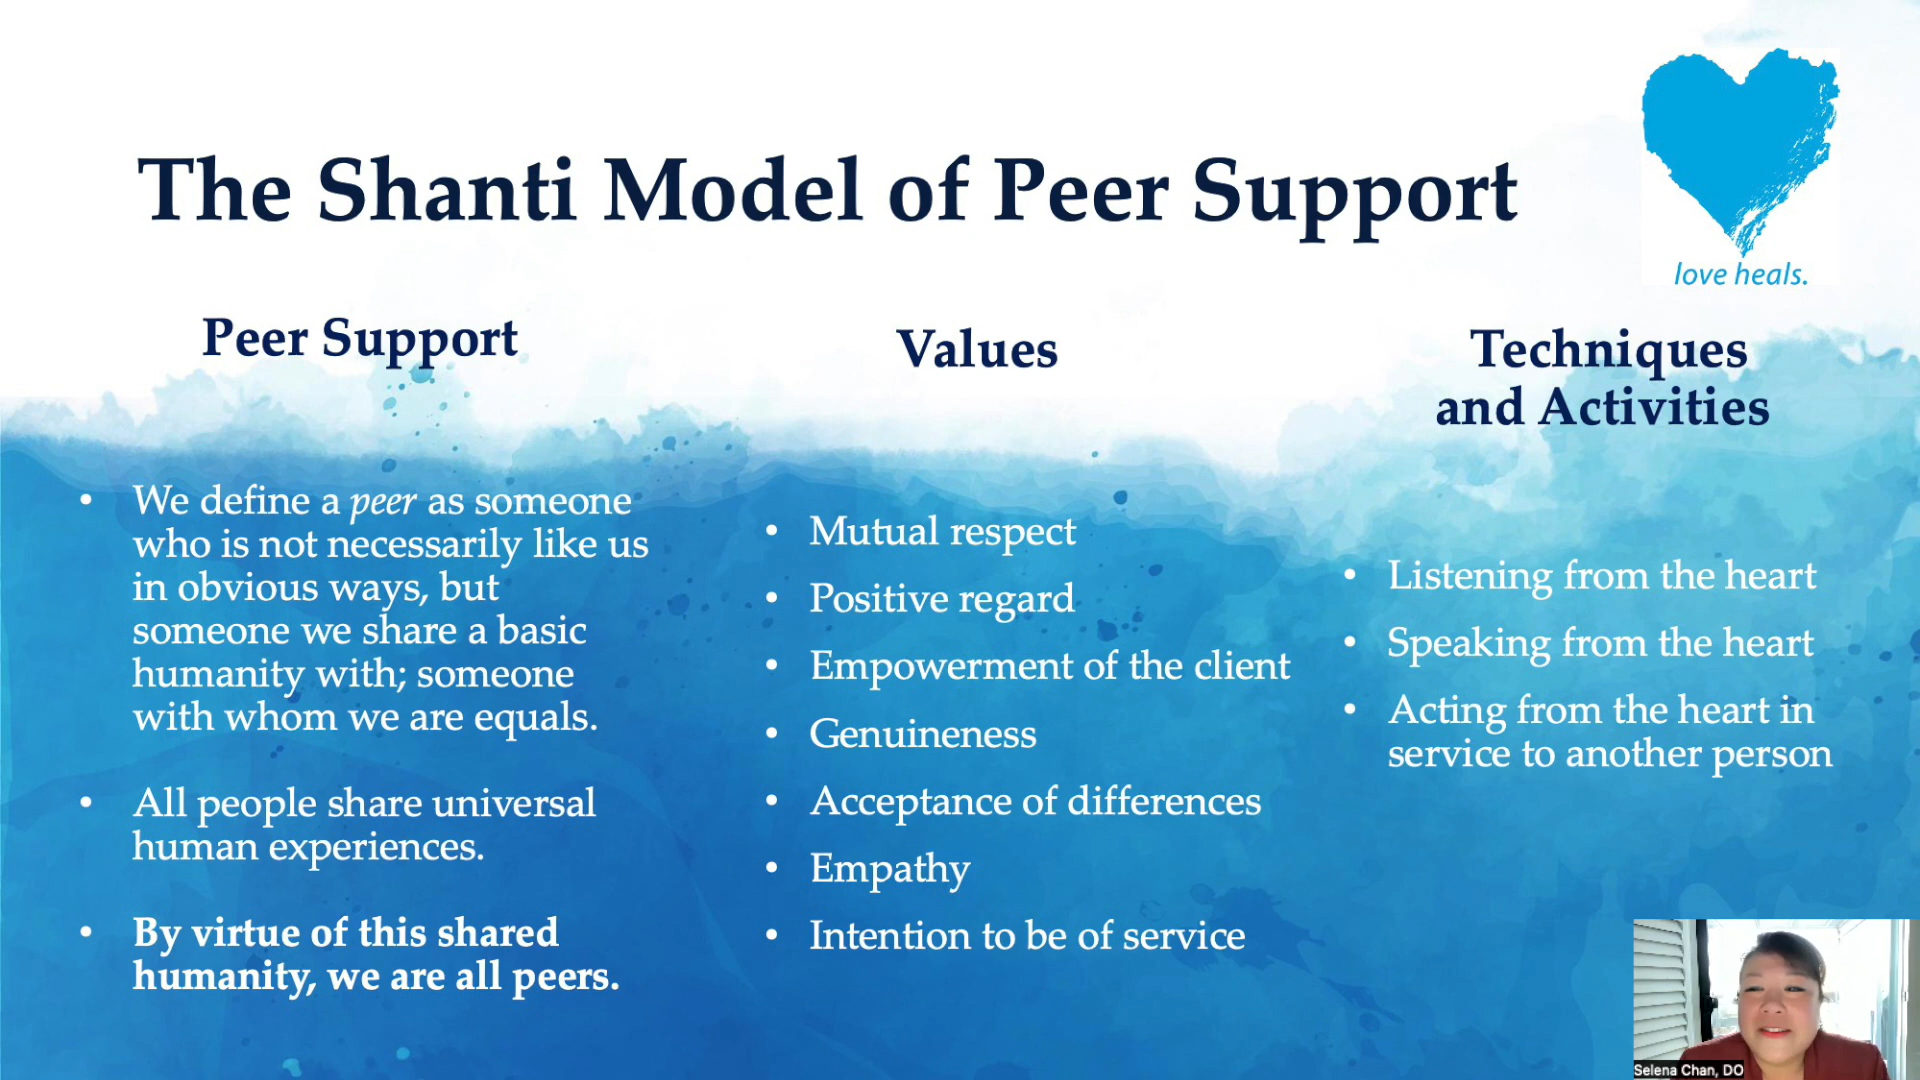 The Shanti Model of Peer Support
love heals.
Peer Support
• We define a peer as someone
who is not necessarily like us
in obvious ways, but
someone we share a basic
humanity with; someone
with whom we are equals.
• All people share universal
human experiences.
• By virtue of this shared
humanity, we are all peers.
Values
• Mutual respect
• Positive regard
• Empowerment of the client
• Genuineness
• Acceptance of differences
• Empathy
• Intention to be of service
Techniques
and Activities
• Listening from the heart
• Speaking from the heart
• Acting from the heart in
service to another person
Selena Chan, DO